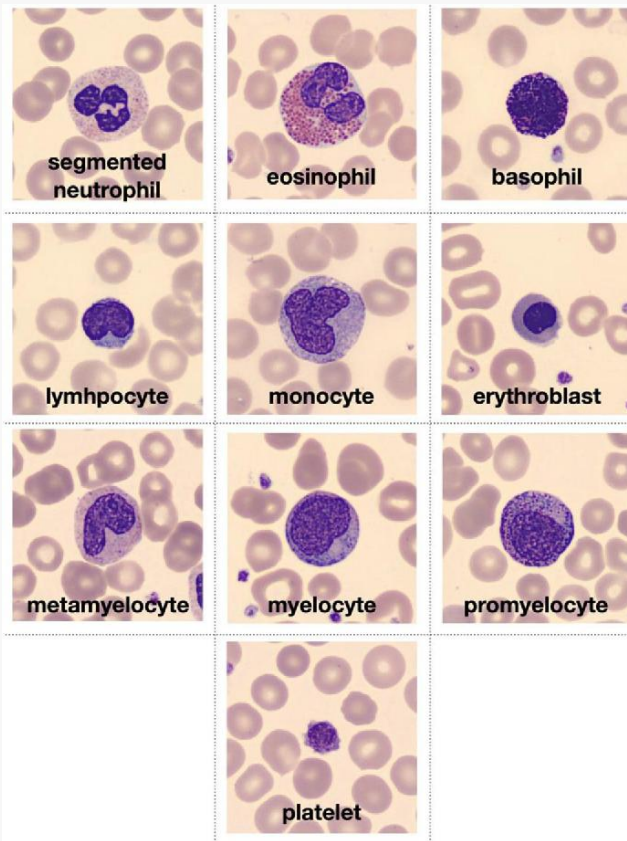 segmented
neutrophil
eosinophil
basophil
lymhpocyte
monocyte
erythroblast
metamyelocyte
myelocyte
promyelocyte
platelet